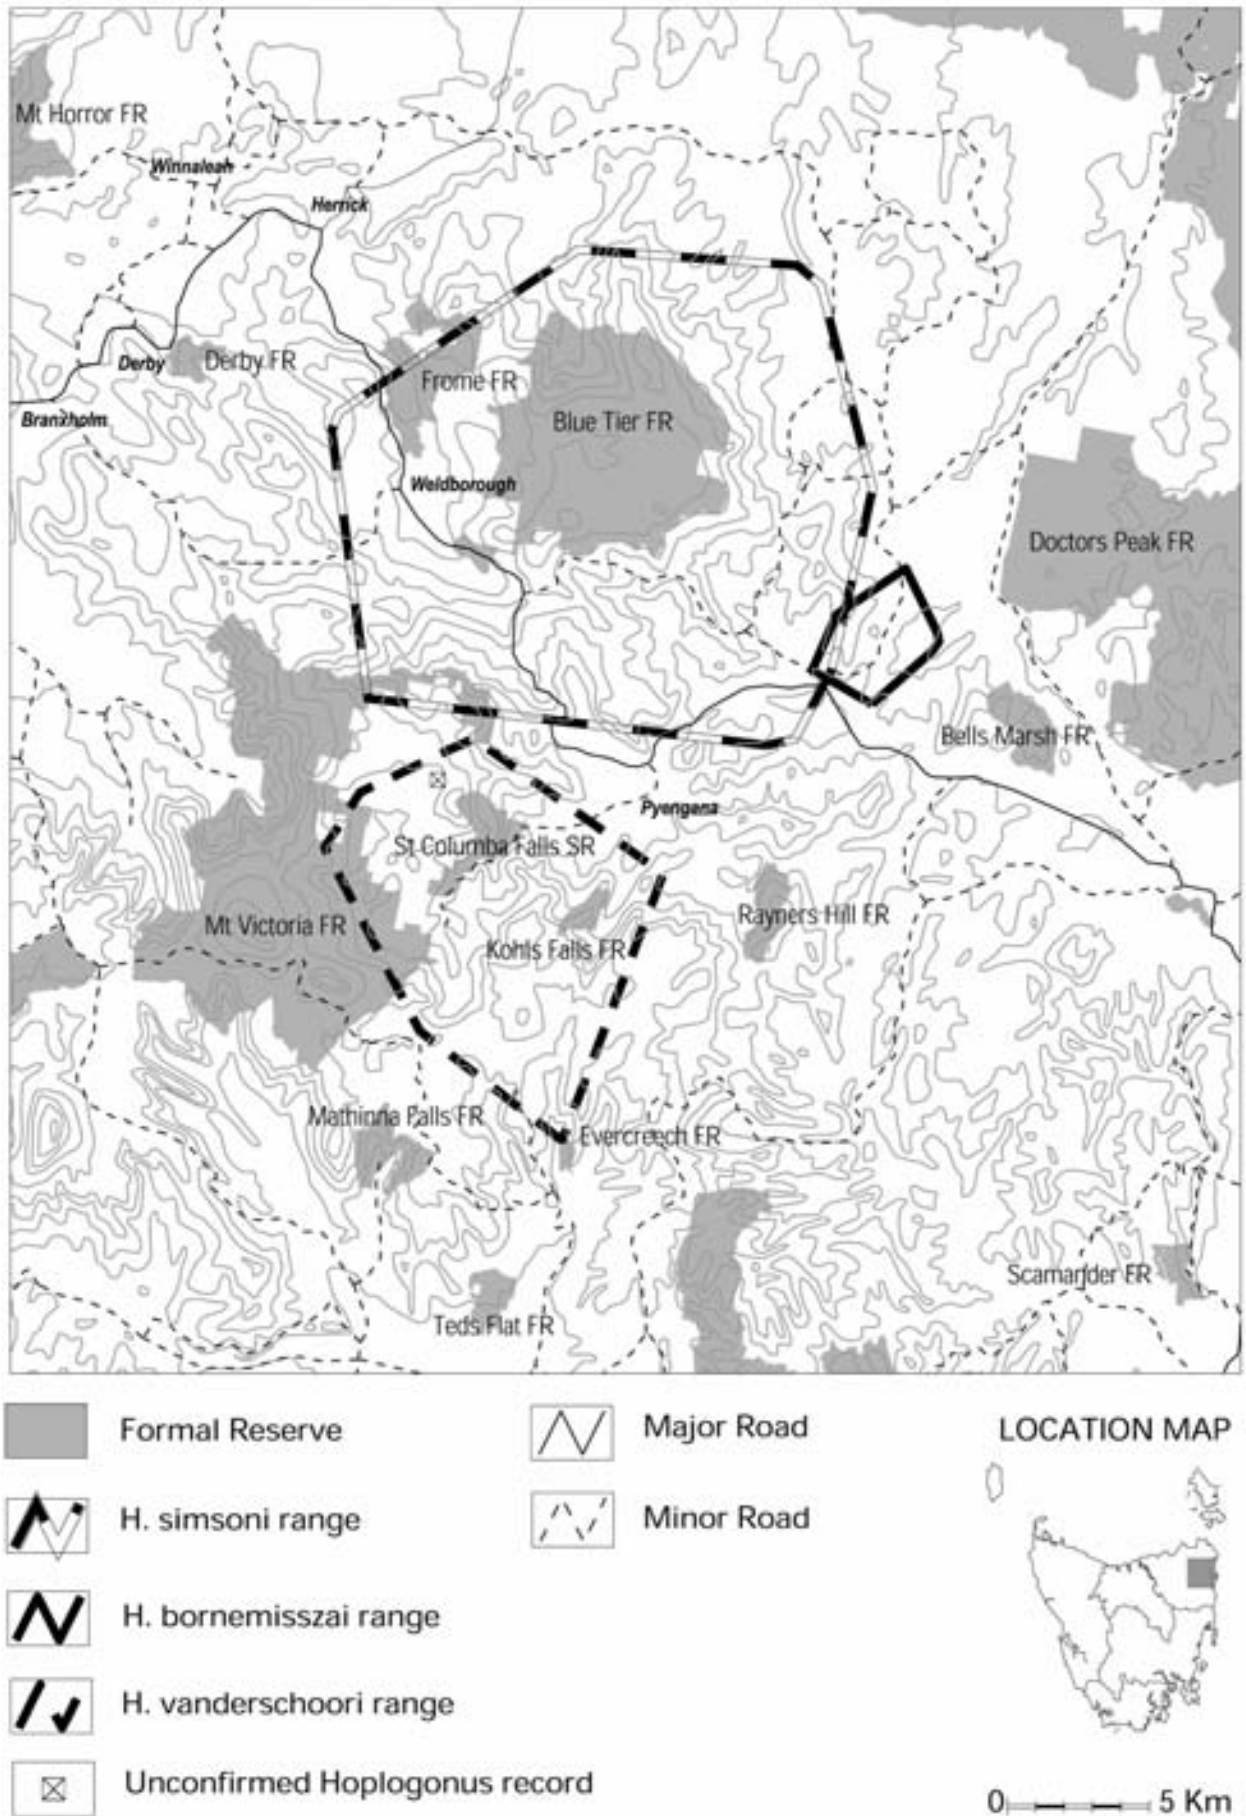 Mt Horror FR
Winnaleah
Herrick
Derby
Derby FR
Branxholm
Frome FR
Blue Tier FR
Weldborough
Doctors Peak FR
Bells Marsh FR
Pyengana
St Columba Falls SR
Mt Victoria FR
Kohls Falls FR
Rayners Hill FR
Mathinna Falls FR
Evercreech FR
Scamander FR
Teds Flat FR
Formal Reserve
Major Road
LOCATION MAP
H. simsoni range
Minor Road
H. bornemisszai range
H. vanderschoori range
Unconfirmed Hoplogonus record
0 5 Km